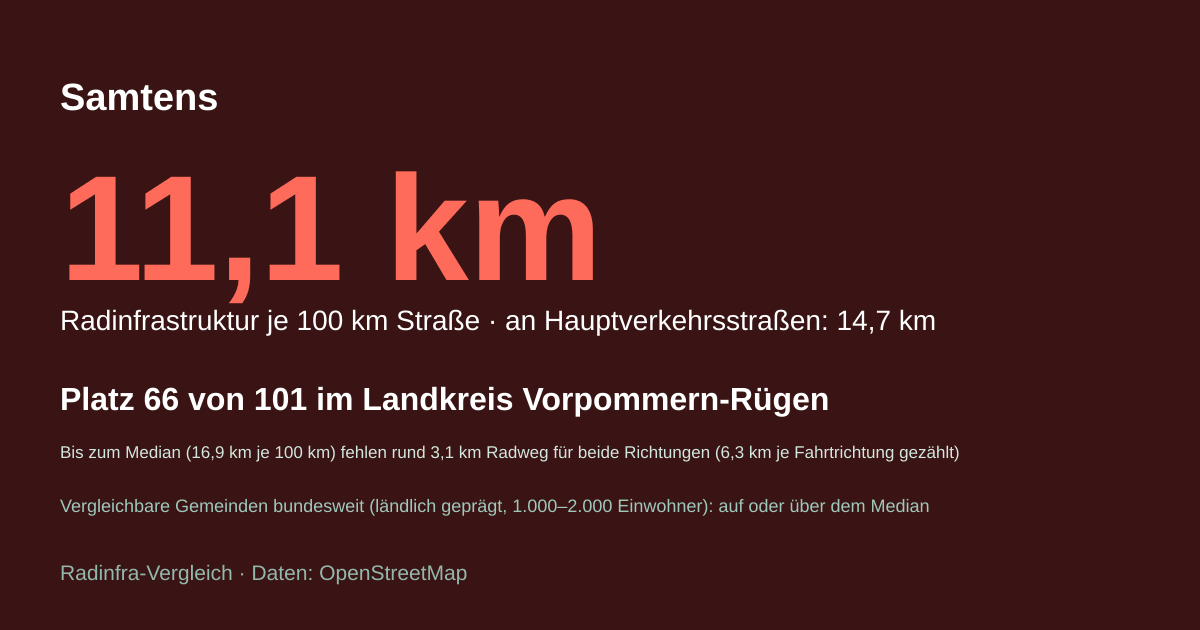 Samtens
11,1 km
Radinfrastruktur je 100 km Straße · an Hauptverkehrsstraßen: 14,7 km
Platz 66 von 101 im Landkreis Vorpommern-Rügen
Bis zum Median (16,9 km je 100 km) fehlen rund 3,1 km Radweg für beide Richtungen (6,3 km je Fahrtrichtung gezählt)
Vergleichbare Gemeinden bundesweit (ländlich geprägt, 1.000–2.000 Einwohner): auf oder über dem Median
Radinfra-Vergleich · Daten: OpenStreetMap